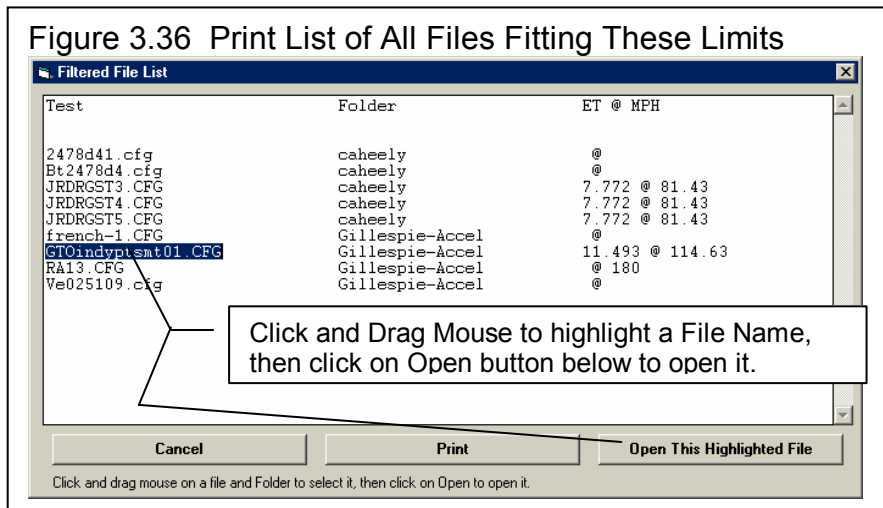 Figure 3.36 Print List of All Files Fitting These Limits
Filtered File List
Test Folder ET @ MPH
2478d41.cfg caheely @
Bt2478d4.cfg caheely @
JRDRGST3.CFG caheely 7.772 @ 81.43
JRDRGST4.CFG caheely 7.772 @ 81.43
JRDRGST5.CFG caheely 7.772 @ 81.43
french-1.CFG Gillespie-Accel @
GTOindyptsmt01.CFG Gillespie-Accel 11.493 @ 114.63
RA13.CFG Gillespie-Accel @ 180
Ve025109.cfg Gillespie-Accel @
Click and Drag Mouse to highlight a File Name,
then click on Open button below to open it.
Cancel Print Open This Highlighted File
Click and drag mouse on a file and Folder to select it, then click on Open to open it.